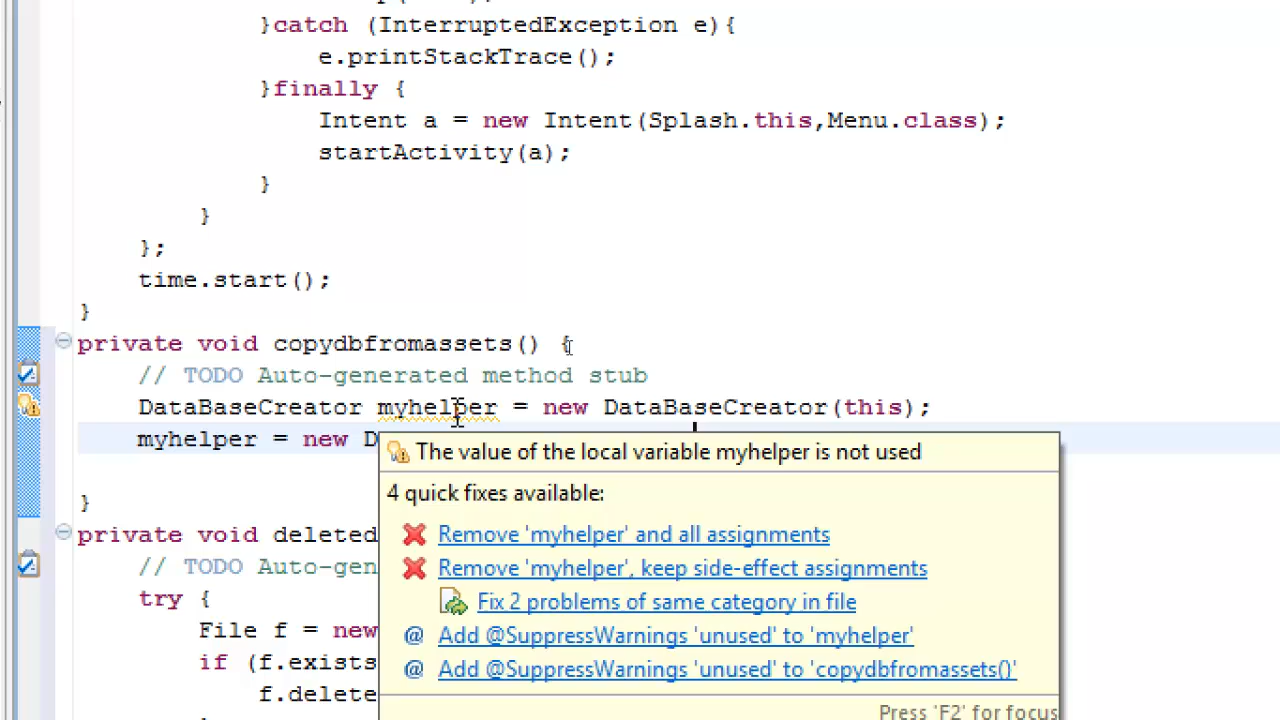 }catch (InterruptedException e){
e.printStackTrace();
}finally {
Intent a = new Intent(Splash.this,Menu.class);
startActivity(a);
}
}
};
time.start();
}
private void copydbfromassets() {
// TODO Auto-generated method stub
DataBaseCreator myhelper = new DataBaseCreator(this);
myhelper = new D
The value of the local variable myhelper is not used
4 quick fixes available:
Remove 'myhelper' and all assignments
Remove 'myhelper', keep side-effect assignments
Fix 2 problems of same category in file
Add @SuppressWarnings 'unused' to 'myhelper'
Add @SuppressWarnings 'unused' to 'copydbfromassets()'
Press 'F2' for focus
}
private void deleted
// TODO Auto-gen
try {
File f = new
if (f.exists
f.delete